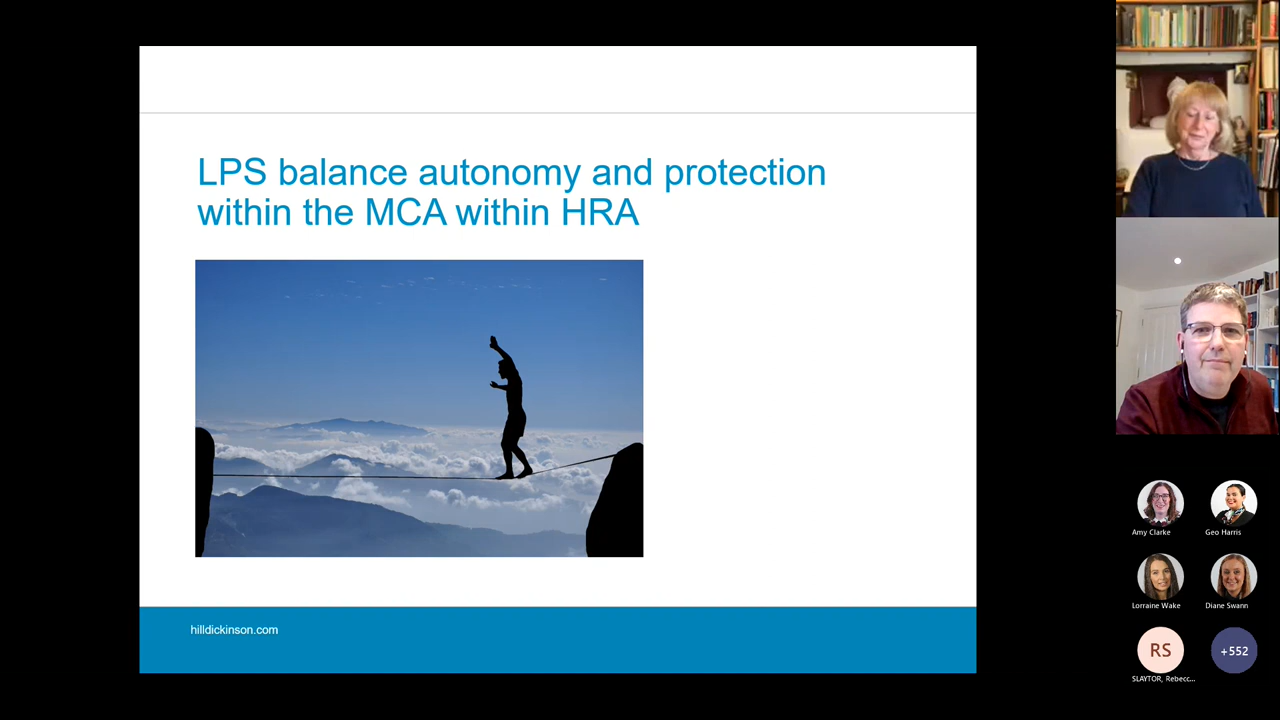 LPS balance autonomy and protection
within the MCA within HRA
hilldickinson.com
Amy Clarke
Geo Harris
Lorraine Wake
Diane Swann
RS
+552
SLAYTOR, Rebecc...